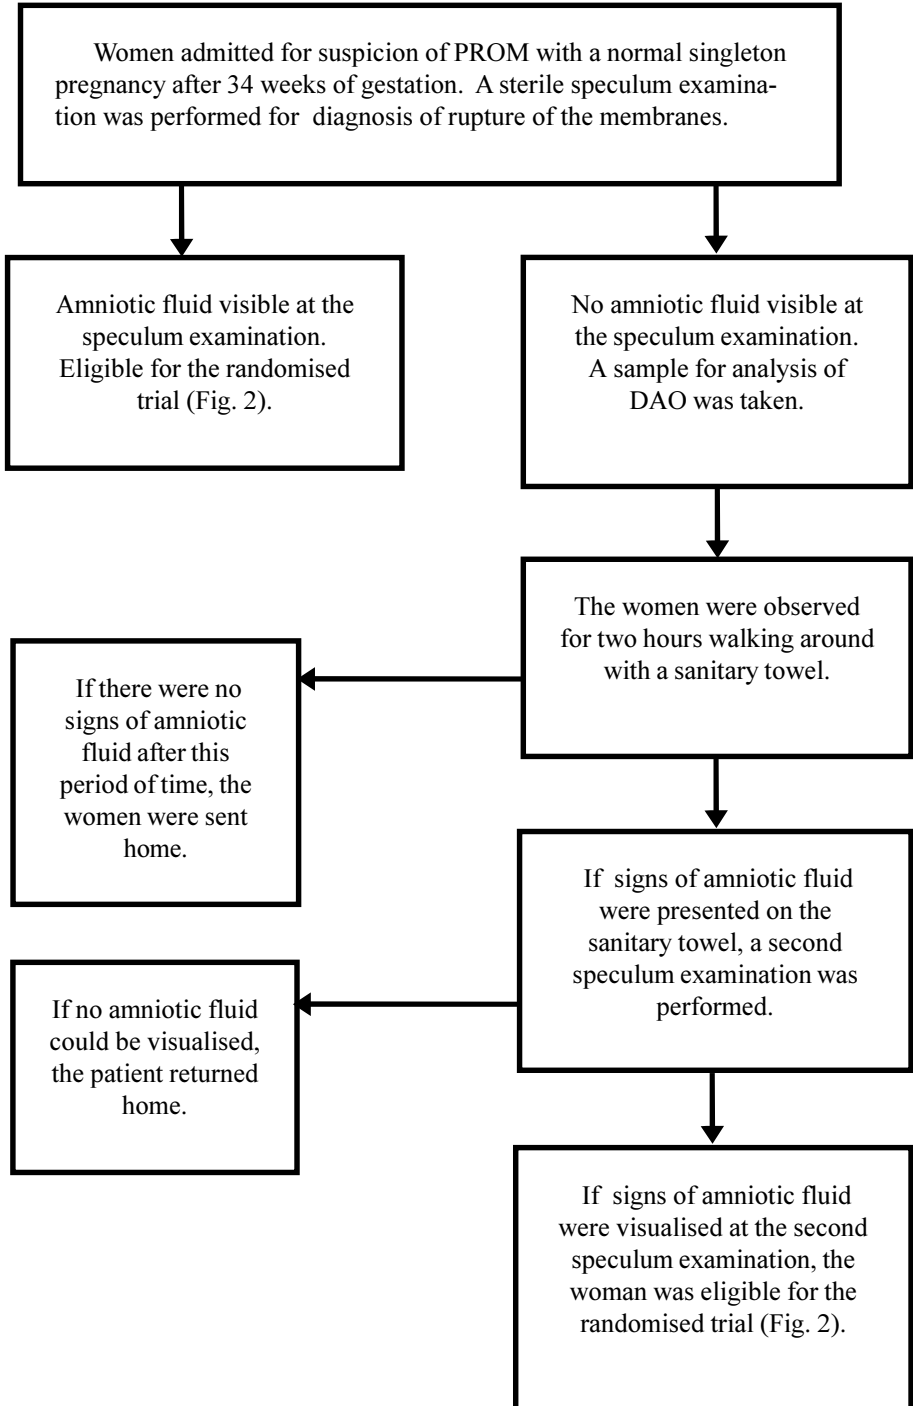 Women admitted for suspicion of PROM with a normal singleton
pregnancy after 34 weeks of gestation. A sterile speculum examina-
tion was performed for diagnosis of rupture of the membranes.
Amniotic fluid visible at the
speculum examination.
Eligible for the randomised
trial (Fig. 2).
No amniotic fluid visible at
the speculum examination.
A sample for analysis of
DAO was taken.
The women were observed
for two hours walking around
with a sanitary towel.
If there were no
signs of amniotic
fluid after this
period of time, the
women were sent
home.
If signs of amniotic fluid
were presented on the
sanitary towel, a second
speculum examination was
performed.
If no amniotic fluid
could be visualised,
the patient returned
home.
If signs of amniotic fluid
were visualised at the second
speculum examination, the
woman was eligible for the
randomised trial (Fig. 2).